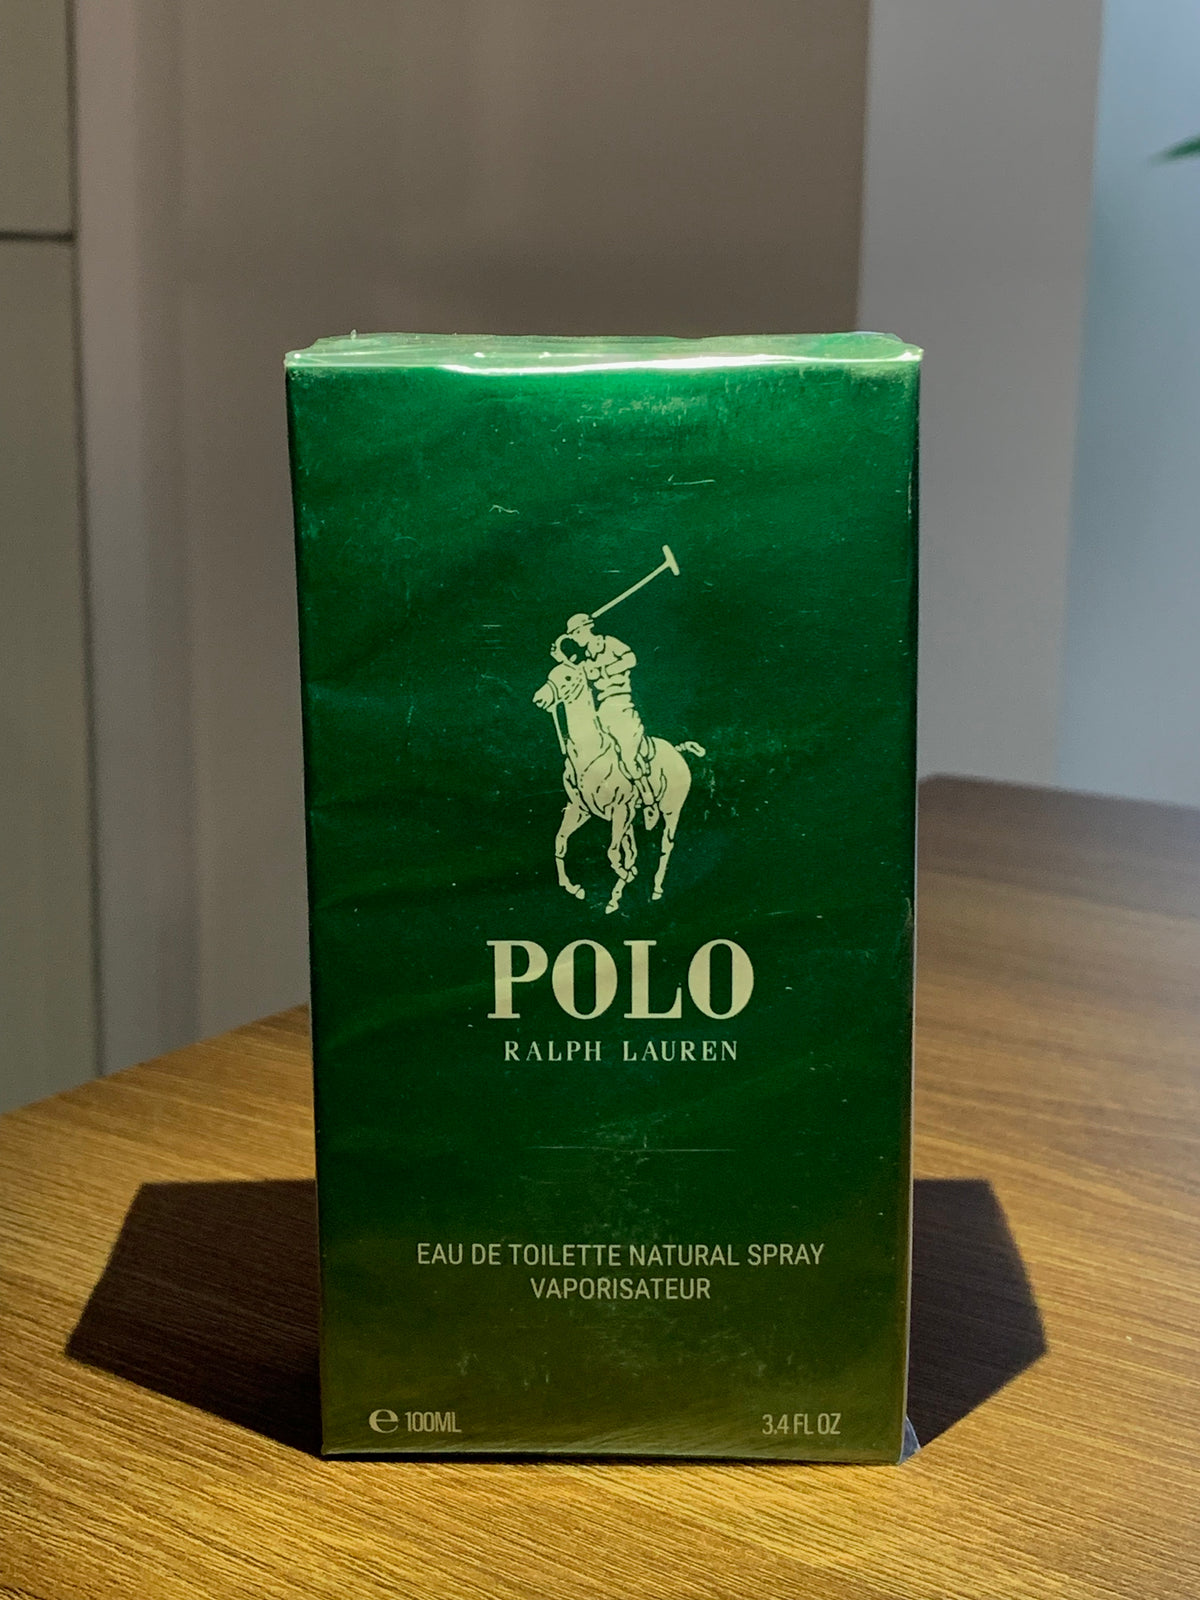 POLO
RALPH LAUREN
EAU DE TOILETTE NATURAL SPRAY
VAPORISATEUR
℮ 100ML
3.4 FL OZ